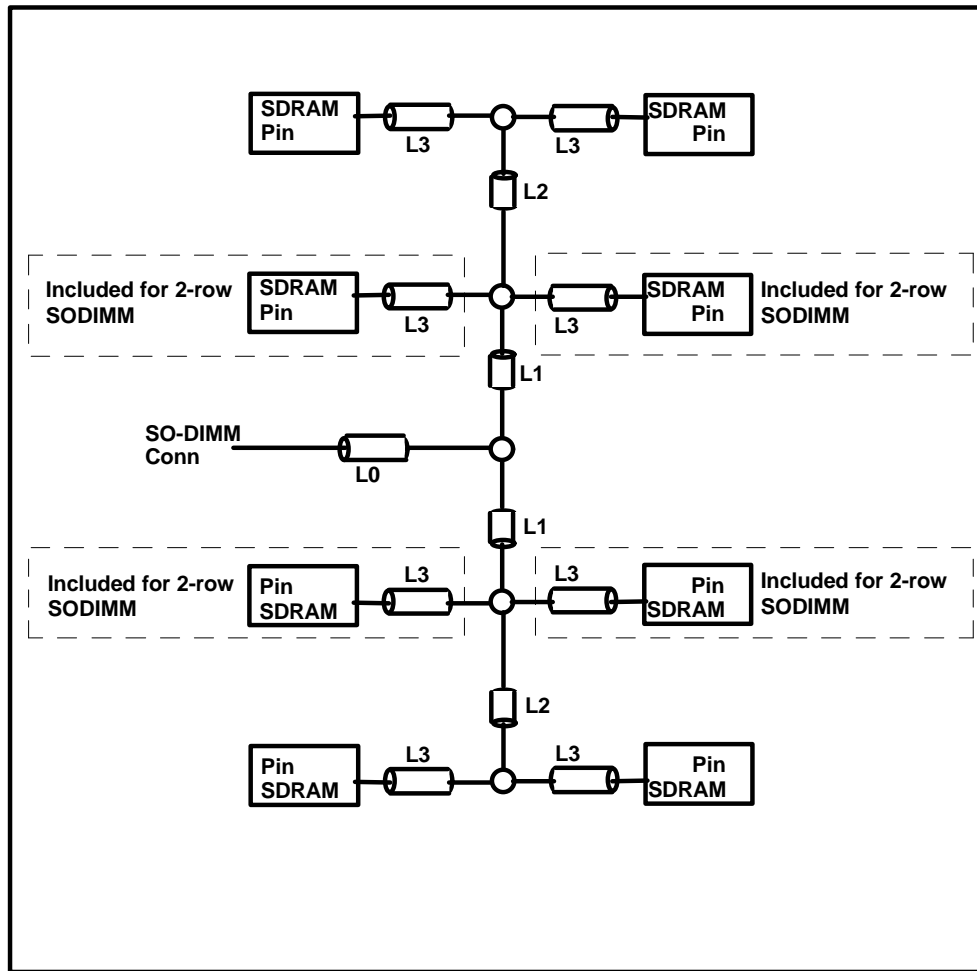 SDRAM
Pin
L3
L3
SDRAM
Pin
L2
Included for 2-row
SODIMM
SDRAM
Pin
L3
L3
SDRAM
Pin
Included for 2-row
SODIMM
L1
SO-DIMM
Conn
L0
L1
Included for 2-row
SODIMM
Pin
SDRAM
L3
L3
Pin
SDRAM
Included for 2-row
SODIMM
L2
Pin
SDRAM
L3
L3
Pin
SDRAM